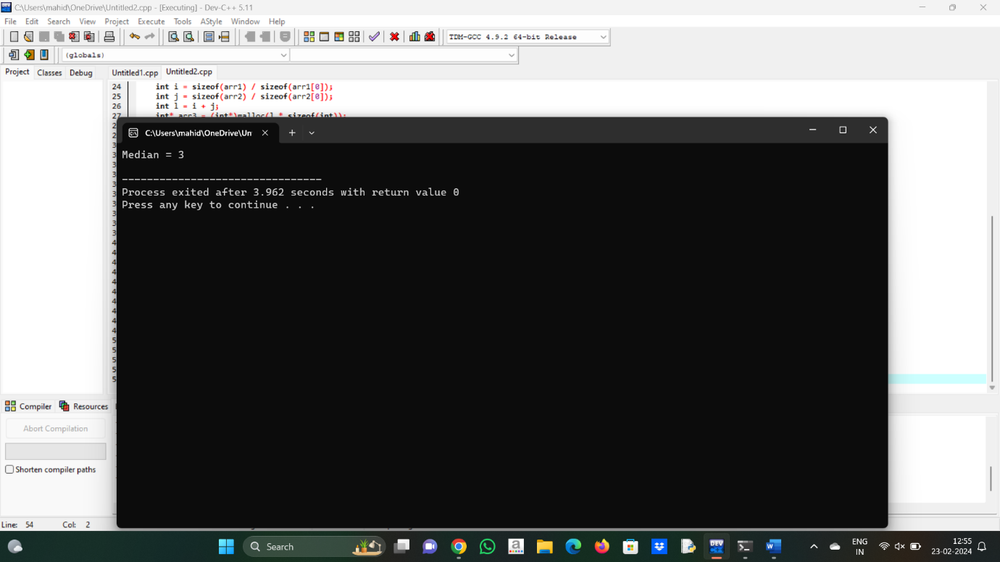 C:\Users\mahid\OneDrive\Untitled2.cpp - [Executing] - Dev-C++ 5.11
File Edit Search View Project Execute Tools AStyle Window Help
TDM-GCC 4.9.2 64-bit Release
(globals)
Project Classes Debug Untitled1.cpp Untitled2.cpp
24 int i = sizeof(arr1) / sizeof(arr1[0]);
25 int j = sizeof(arr2) / sizeof(arr2[0]);
26 int l = i + j;
27 int* arr3 = (int*)malloc(l * sizeof(int));
C:\Users\mahid\OneDrive\Un
Median = 3
--------------------------------
Process exited after 3.962 seconds with return value 0
Press any key to continue . . .
Compiler Resources
Abort Compilation
Shorten compiler paths
Line: 54 Col: 2
Search
DEV
ENG
IN
12:55
23-02-2024